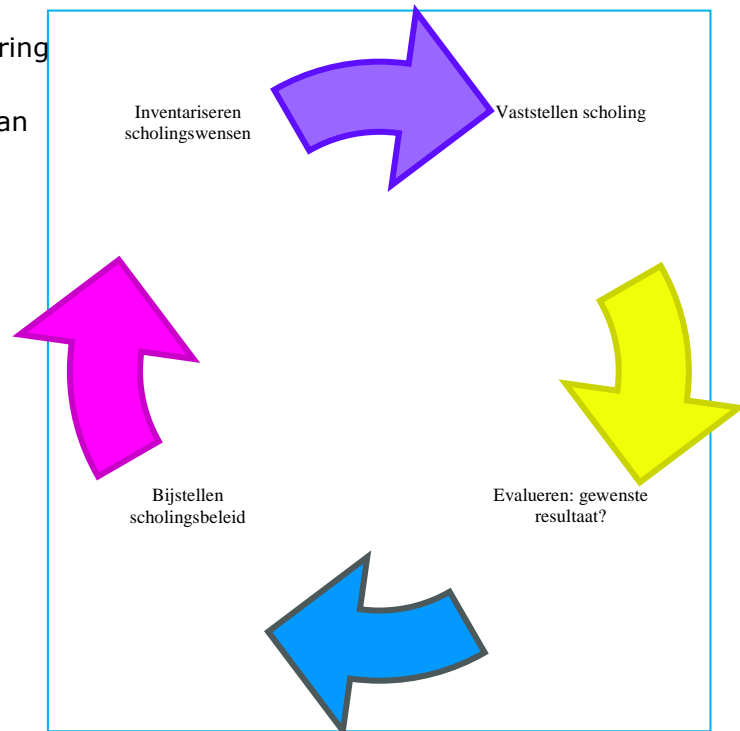 ring
an
Inventariseren
scholingswensen
Vaststellen scholing
Bijstellen
scholingsbeleid
Evalueren: gewenste
resultaat?